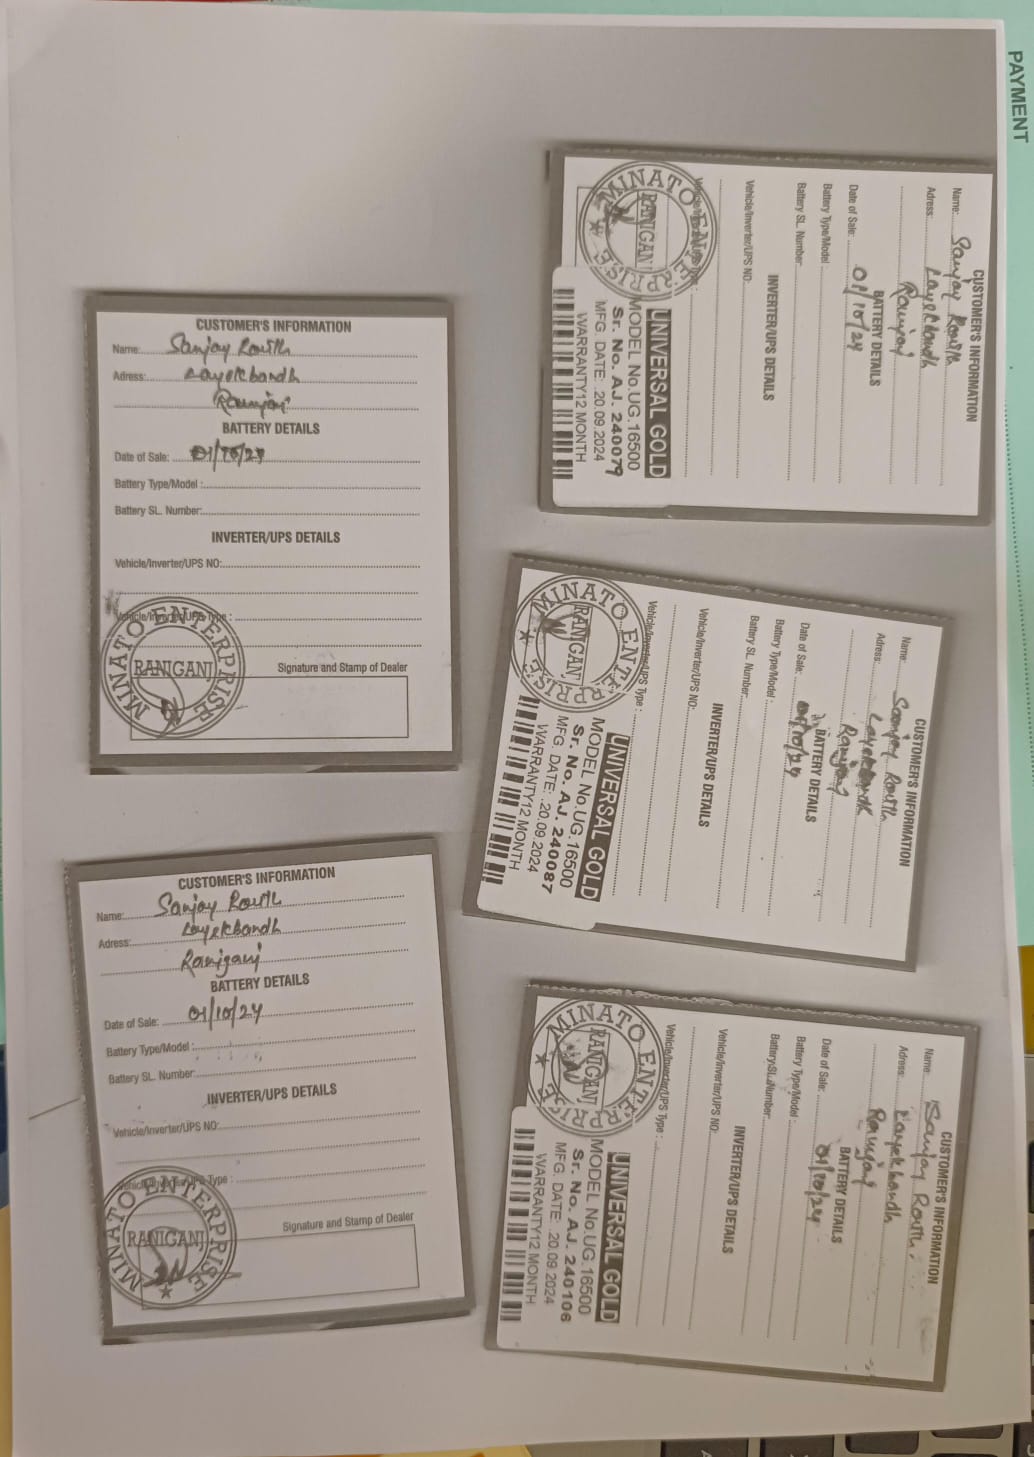 PAYMENT
CUSTOMER'S INFORMATION
Name: Sanjay Routh
Adress: Layekbandh
Raniganj
BATTERY DETAILS
Date of Sale: 01/10/24
Battery Type/Model :
Battery SL. Number:
INVERTER/UPS DETAILS
Vehicle/Inverter/UPS NO:
Vehicle/Inverter/UPS Type :
Signature and Stamp of Dealer
MINATO ENTERPRISE
RANIGANJ
CUSTOMER'S INFORMATION
Name: Sanjay Routh
Adress: Layekbandh
Raniganj
BATTERY DETAILS
Date of Sale: 01/10/24
Battery Type/Model :
Battery SL. Number:
INVERTER/UPS DETAILS
Vehicle/Inverter/UPS NO:
Vehicle/Inverter/UPS Type :
Signature and Stamp of Dealer
MINATO ENTERPRISE
RANIGANJ
CUSTOMER'S INFORMATION
Name: Sanjay Routh
Adress: Layekbandh
Raniganj
BATTERY DETAILS
Date of Sale: 01/10/24
Battery Type/Model :
Battery SL. Number:
INVERTER/UPS DETAILS
Vehicle/Inverter/UPS NO:
Vehicle/Inverter/UPS Type :
UNIVERSAL GOLD
MODEL No.UG.16500
Sr. No. AJ. 240079
MFG. DATE: .20.09.2024
WARRANTY12 MONTH
MINATO ENTERPRISE
RANIGANJ
CUSTOMER'S INFORMATION
Name: Sanjay Routh
Adress: Layekbandh
Raniganj
BATTERY DETAILS
Date of Sale: 01/10/24
Battery Type/Model :
Battery SL. Number:
INVERTER/UPS DETAILS
Vehicle/Inverter/UPS NO:
Vehicle/Inverter/UPS Type :
UNIVERSAL GOLD
MODEL No.UG.16500
Sr. No. AJ. 240087
MFG. DATE: .20.09.2024
WARRANTY12 MONTH
MINATO ENTERPRISE
RANIGANJ
CUSTOMER'S INFORMATION
Name: Sanjay Routh
Adress: Layekbandh
Raniganj
BATTERY DETAILS
Date of Sale: 01/10/24
Battery Type/Model :
Battery SL. Number:
INVERTER/UPS DETAILS
Vehicle/Inverter/UPS NO:
Vehicle/Inverter/UPS Type :
UNIVERSAL GOLD
MODEL No.UG.16500
Sr. No. AJ. 240106
MFG. DATE: .20.09.2024
WARRANTY12 MONTH
MINATO ENTERPRISE
RANIGANJ